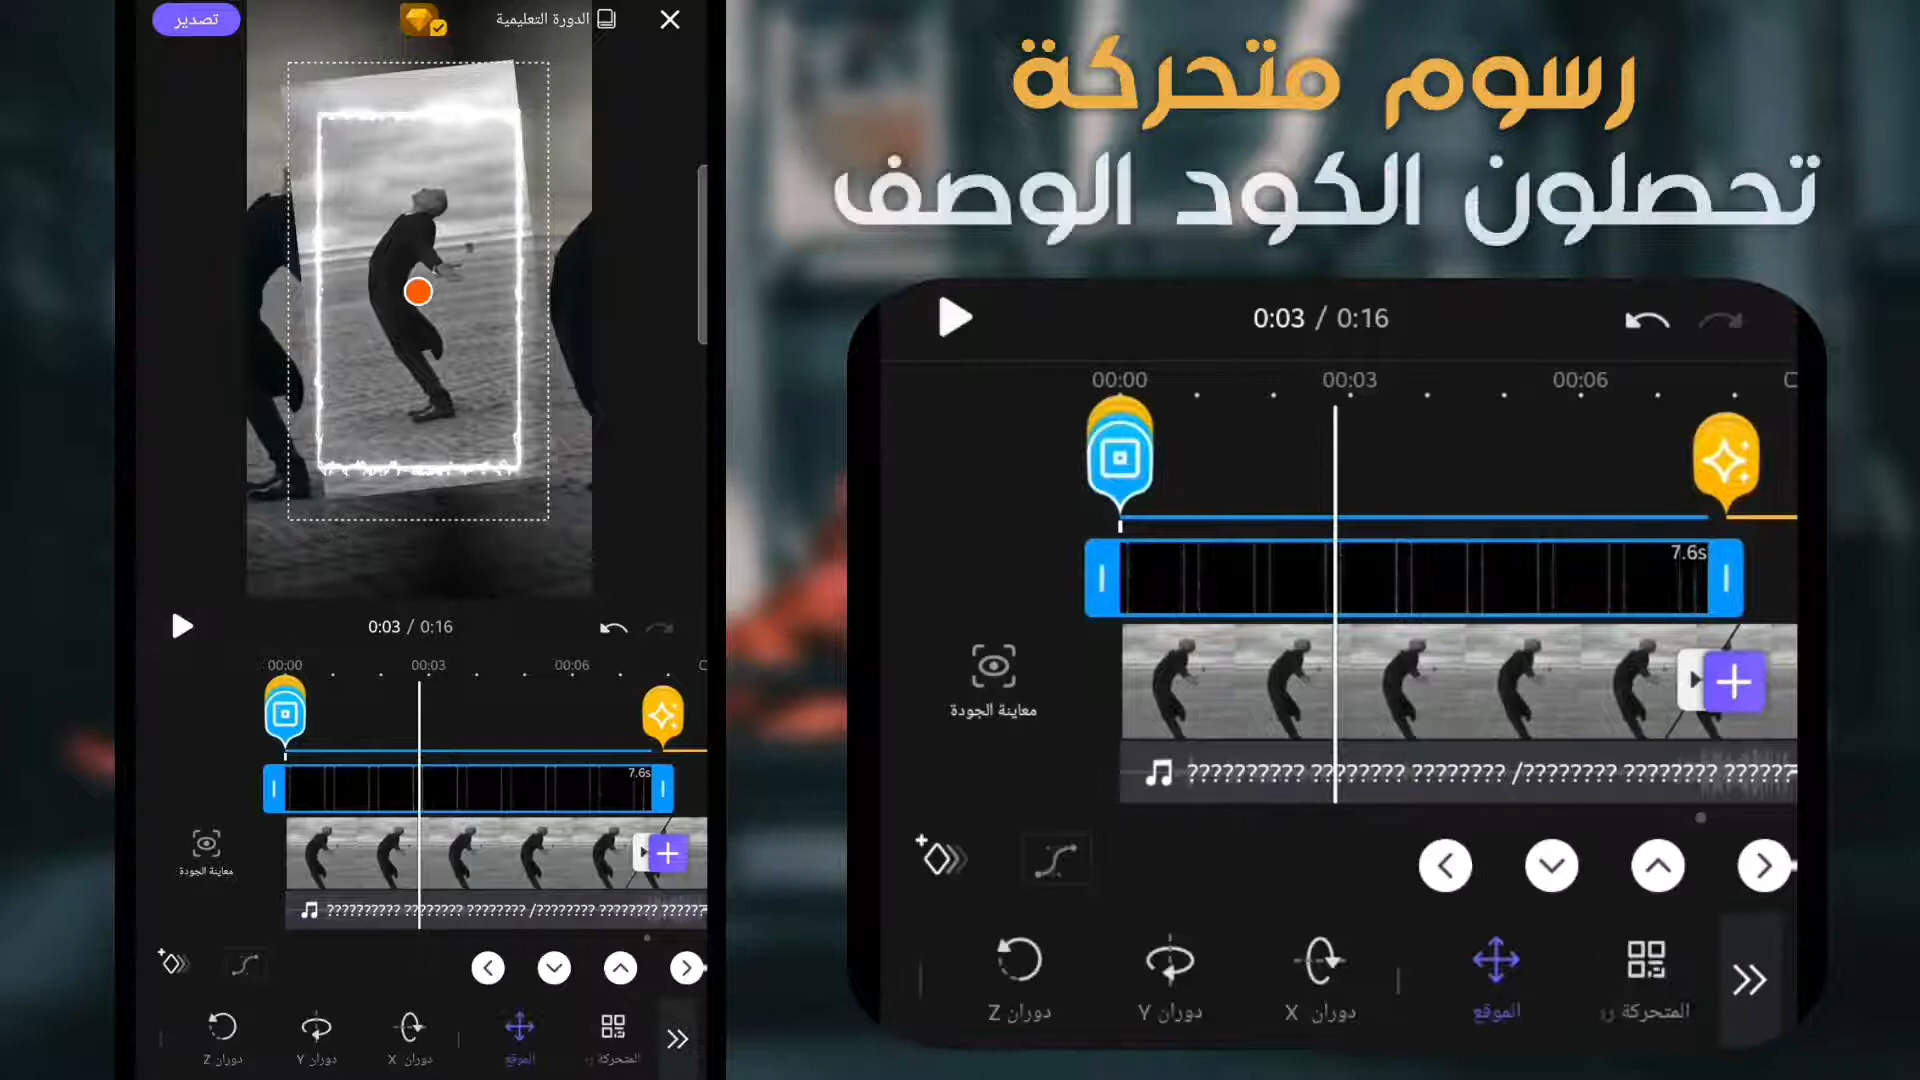 تصدير
الدورة التعليمية
0:03 / 0:16
00:00
00:03
00:06
7.6s
معاينة الجودة
?????????? ???????? ???????? /???????? ???????? ??????
دوران Z
دوران Y
دوران X
الموقع
المتحركة
رسوم متحركة
تحصلون الكود الوصف
0:03 / 0:16
00:00
00:03
00:06
7.6s
معاينة الجودة
?????????? ???????? ???????? /???????? ???????? ??????
دوران Z
دوران Y
دوران X
الموقع
المتحركة